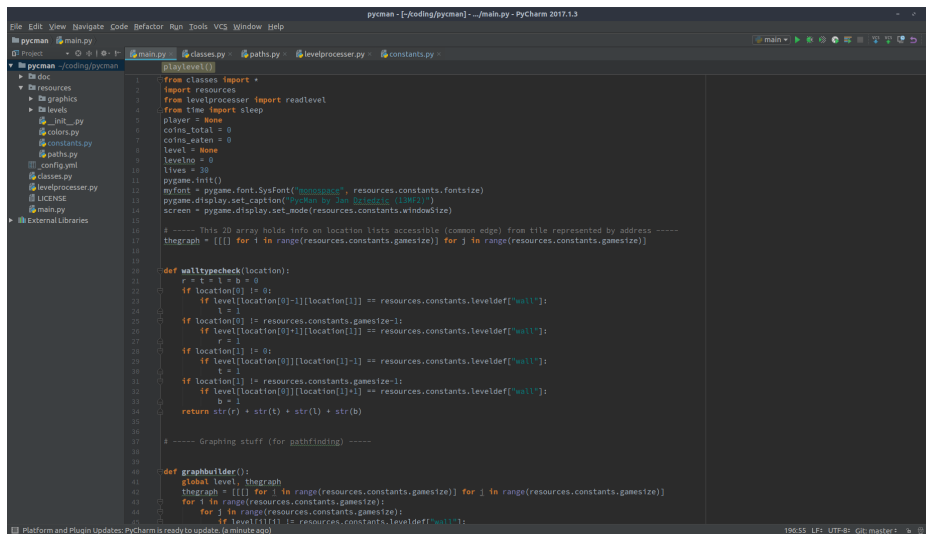 pycman - [~/coding/pycman] - .../main.py - PyCharm 2017.1.3
File Edit View Navigate Code Refactor Run Tools VCS Window Help
pycman main.py
main
Project
main.py classes.py paths.py levelprocesser.py constants.py
pycman ~/coding/pycman
doc
resources
graphics
levels
__init__.py
colors.py
constants.py
paths.py
_config.yml
classes.py
levelprocesser.py
LICENSE
main.py
External Libraries
playlevel()
1 from classes import *
2 import resources
3 from levelprocesser import readlevel
4 from time import sleep
5 player = None
6 coins_total = 0
7 coins_eaten = 0
8 level = None
9 levelno = 0
10 lives = 30
11 pygame.init()
12 myfont = pygame.font.SysFont("monospace", resources.constants.fontsize)
13 pygame.display.set_caption("PycMan by Jan Dziedzic (12MFJ)")
14 screen = pygame.display.set_mode(resources.constants.windowSize)
15
16 # ----- This 2D array holds info on location lists accessible (common edge) from tile represented by address -----
17 thegraph = [[[] for i in range(resources.constants.gamesize)] for j in range(resources.constants.gamesize)]
18
19
20 def walltypecheck(location):
21 r = t = l = b = 0
22 if location[0] != 0:
23 if level[location[0]-1][location[1]] == resources.constants.leveldef["wall"]:
24 l = 1
25 if location[0] != resources.constants.gamesize-1:
26 if level[location[0]+1][location[1]] == resources.constants.leveldef["wall"]:
27 r = 1
28 if location[1] != 0:
29 if level[location[0]][location[1]-1] == resources.constants.leveldef["wall"]:
30 t = 1
31 if location[1] != resources.constants.gamesize-1:
32 if level[location[0]][location[1]+1] == resources.constants.leveldef["wall"]:
33 b = 1
34 return str(r) + str(t) + str(l) + str(b)
35
36
37 # ----- Graphing stuff (for pathfinding) -----
38
39
40 def graphbuilder():
41 global level, thegraph
42 thegraph = [[[] for i in range(resources.constants.gamesize)] for j in range(resources.constants.gamesize)]
43 for i in range(resources.constants.gamesize):
44 for j in range(resources.constants.gamesize):
45 if level[i][j] != resources.constants.leveldef["wall"]:
Platform and Plugin Updates: PyCharm is ready to update. (a minute ago)
196:55 LF÷ UTF-8÷ Git: master÷